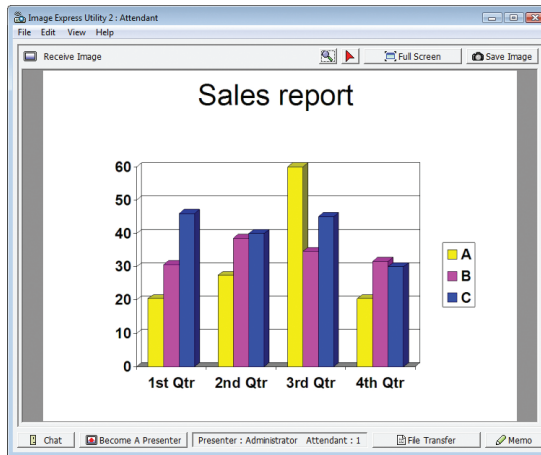 Image Express Utility 2 : Attendant
File Edit View Help
Receive Image Full Screen Save Image
Sales report
60
50
40
30
20
10
0
A
B
C
1st Qtr 2nd Qtr 3rd Qtr 4th Qtr
Chat Become A Presenter Presenter : Administrator Attendant : 1 File Transfer Memo